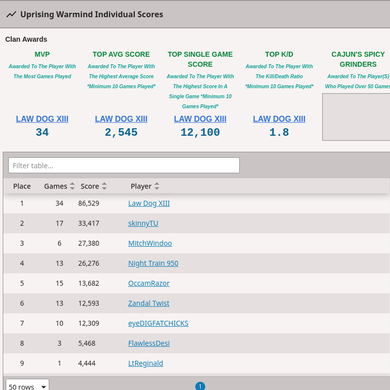 Uprising Warmind Individual Scores
Clan Awards
MVP
Awarded To The Player With
The Most Games Played
LAW DOG XIII
34
TOP AVG SCORE
Awarded To The Player With
The Highest Average Score
*Minimum 10 Games Played*
LAW DOG XIII
2,545
TOP SINGLE GAME
SCORE
Awarded To The Player With
The Highest Score In A
Single Game *Minimum 10
Games Played*
LAW DOG XIII
12,100
TOP K/D
Awarded To The Player With
The Kill/Death Ratio
*Minimum 10 Games Played*
LAW DOG XIII
1.8
CAJUN'S SPICY
GRINDERS
Awarded To The Player(S)
Who Played Over 50 Games
Filter table...
Place Games Score Player
1 34 86,529 Law Dog XIII
2 17 33,417 skinnyTU
3 6 27,380 MitchWindoo
4 13 26,276 Night Train 950
5 15 13,682 OccamRazor
6 13 12,593 Zandal Twist
7 10 12,309 eyeDIGFATCHICKS
8 3 5,468 FlawlessDesi
9 1 4,444 LtReginald
50 rows 1